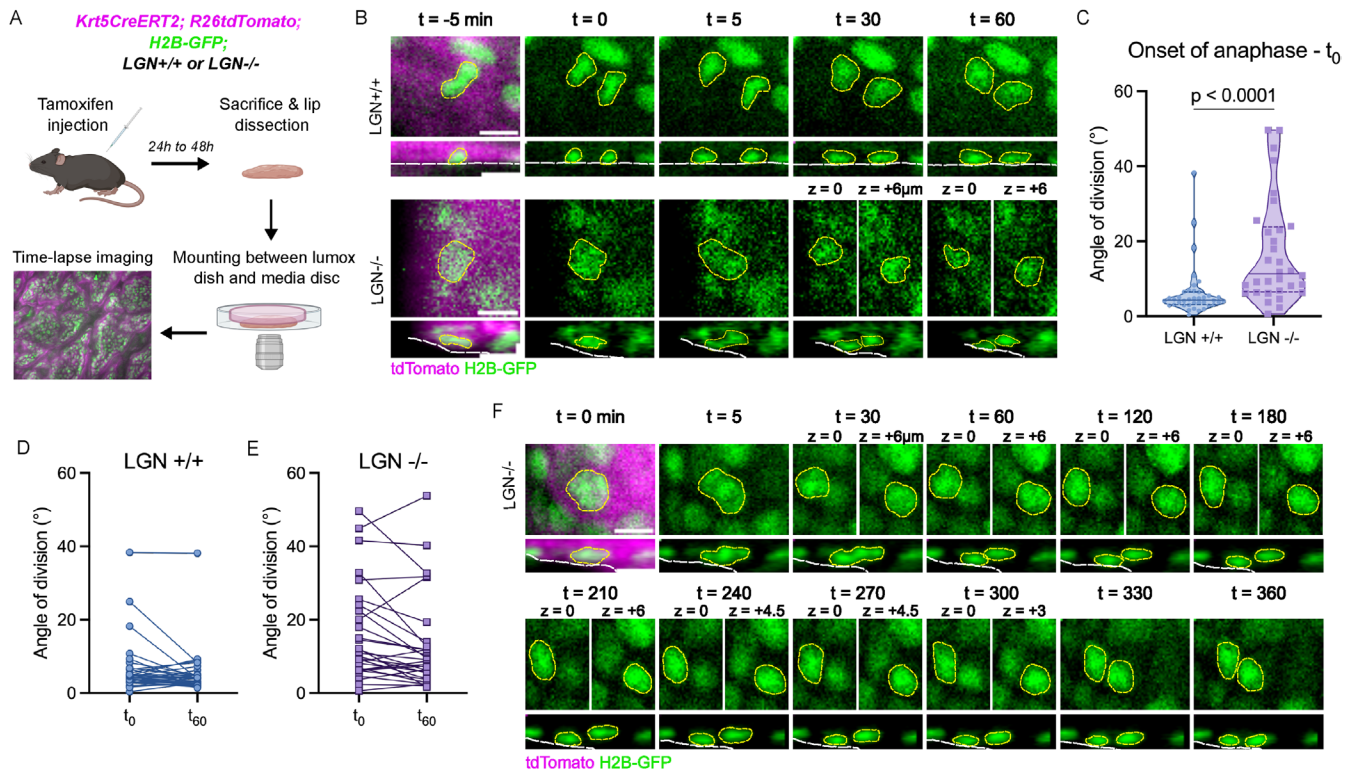 A
Krt5CreERT2; R26tdTomato;
H2B-GFP;
LGN+/+ or LGN-/-
Tamoxifen
injection
24h to 48h
Sacrifice & lip
dissection
Time-lapse imaging
Mounting between lumox
dish and media disc
B
t = -5 min
t = 0
t = 5
t = 30
t = 60
LGN+/+
LGN-/-
z = 0
z = +6µm
z = 0
z = +6
tdTomato H2B-GFP
C
Onset of anaphase - t0
p < 0.0001
Angle of division (°)
60
40
20
0
LGN +/+
LGN -/-
D
LGN +/+
Angle of division (°)
60
40
20
0
t0
t60
E
LGN -/-
Angle of division (°)
60
40
20
0
t0
t60
F
LGN-/-
t = 0 min
t = 5
t = 30
t = 60
t = 120
t = 180
z = 0
z = +6µm
z = 0
z = +6
z = 0
z = +6
z = 0
z = +6
t = 210
t = 240
t = 270
t = 300
t = 330
t = 360
z = 0
z = +6
z = 0
z = +4.5
z = 0
z = +4.5
z = 0
z = +3
tdTomato H2B-GFP